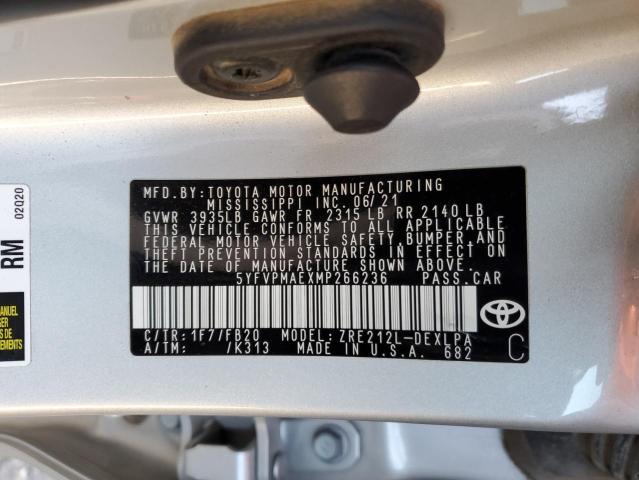 MFD.BY:TOYOTA MOTOR MANUFACTURING
MISSISSIPPI INC. 06/21
GVWR 3935LB GAWR FR 2315 LB RR 2140 LB
THIS VEHICLE CONFORMS TO ALL APPLICABLE
FEDERAL MOTOR VEHICLE SAFETY, BUMPER, AND
THEFT PREVENTION STANDARDS IN EFFECT ON
THE DATE OF MANUFACTURE SHOWN ABOVE.
5YFVPMAEXMP266236 PASS.CAR
C/TR: 1F7/FB20 MODEL: ZRE212L-DEXLPA
A/TM: /K313 MADE IN U.S.A. 682
C
02Q20
RM
MANUEL